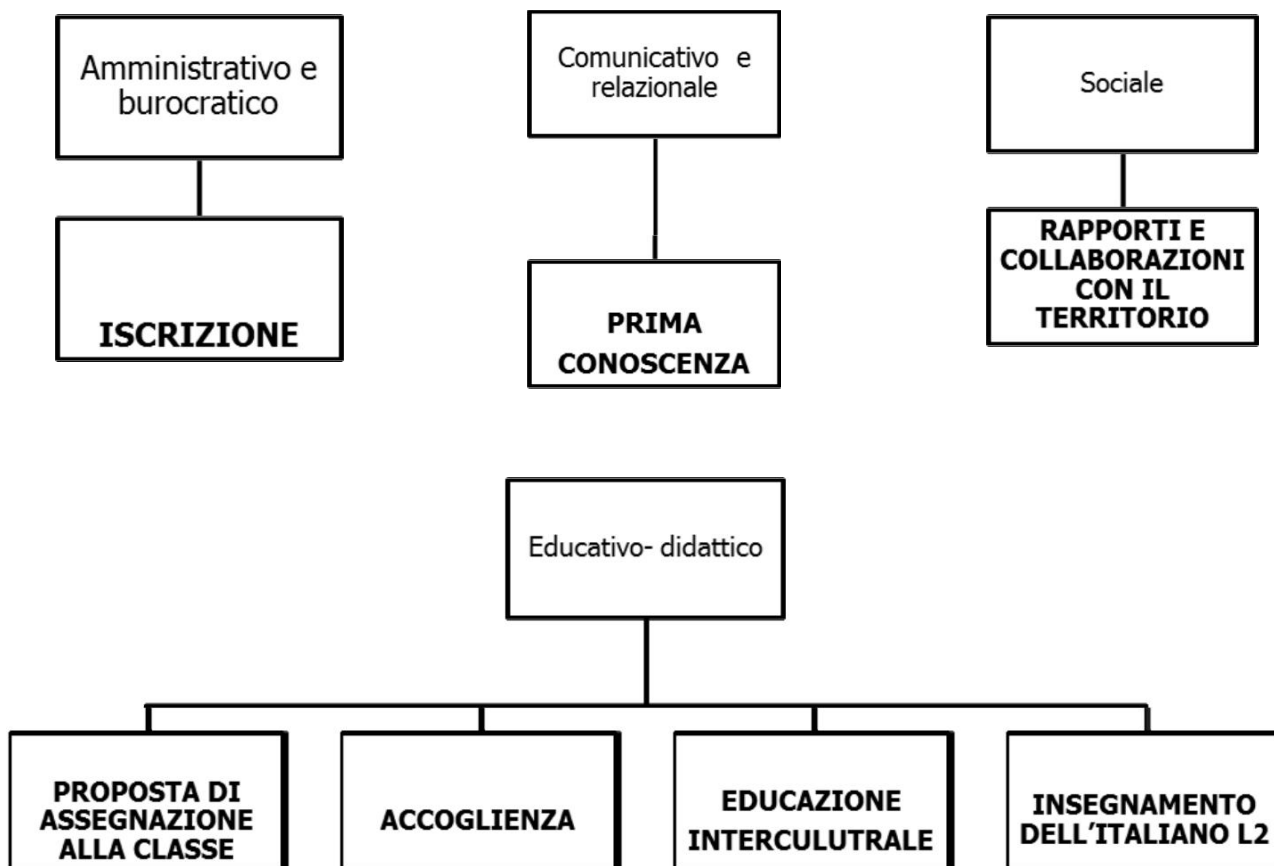 Amministrativo e
burocratico
Comunicativo e
relazionale
Sociale
ISCRIZIONE
PRIMA
CONOSCENZA
RAPPORTI E
COLLABORAZIONI
CON IL
TERRITORIO
Educativo- didattico
PROPOSTA DI
ASSEGNAZIONE
ALLA CLASSE
ACCOGLIENZA
EDUCAZIONE
INTERCULUTRALE
INSEGNAMENTO
DELL’ITALIANO L2